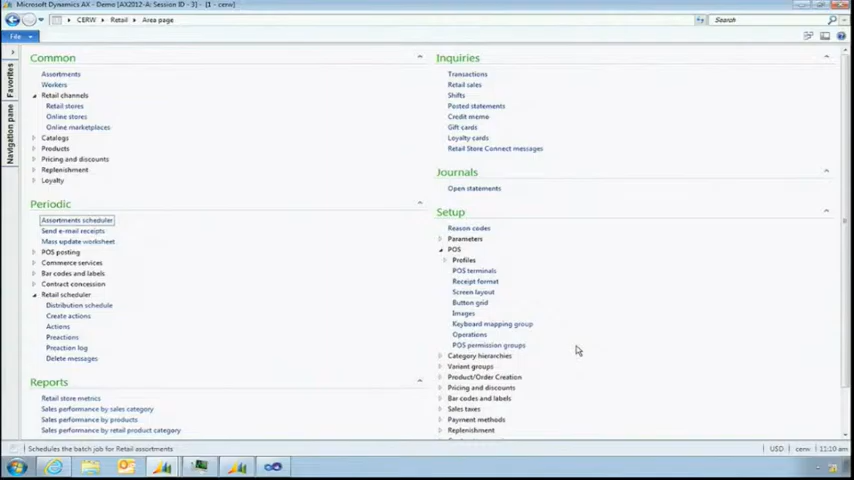 Microsoft Dynamics AX - Demo [AX2012-A: Session ID - 3] - [1 - cerw]
CERW
Retail
Area page
Search
File
Favorites
Navigation pane
Common
Assortments
Workers
Retail channels
Retail stores
Online stores
Online marketplaces
Catalogs
Products
Pricing and discounts
Replenishment
Loyalty
Periodic
Assortments scheduler
Send e-mail receipts
Mass update worksheet
POS posting
Commerce services
Bar codes and labels
Contract concession
Retail scheduler
Distribution schedule
Create actions
Actions
Preactions
Preaction log
Delete messages
Reports
Retail store metrics
Sales performance by sales category
Sales performance by products
Sales performance by retail product category
Inquiries
Transactions
Retail sales
Shifts
Posted statements
Credit memo
Gift cards
Loyalty cards
Retail Store Connect messages
Journals
Open statements
Setup
Reason codes
Parameters
POS
Profiles
POS terminals
Receipt format
Screen layout
Button grid
Images
Keyboard mapping group
Operations
POS permission groups
Category hierarchies
Variant groups
Product/Order Creation
Pricing and discounts
Bar codes and labels
Sales taxes
Payment methods
Replenishment
Schedules the batch job for Retail assortments
USD
cerw
11:10 am